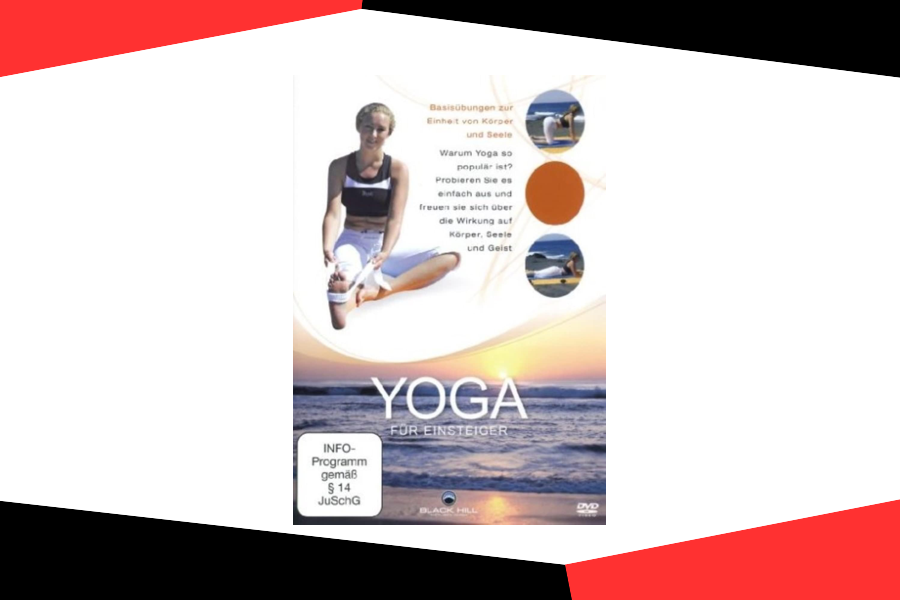 Basisübungen zur
Einheit von Körper
und Seele
Warum Yoga so
populär ist?
Probieren Sie es
einfach aus und
freuen sie sich über
die Wirkung auf
Körper, Seele
und Geist
YOGA
FÜR EINSTEIGER
INFO-
Programm
gemäß
§ 14
JuSchG
BLACK HILL
DVD
VIDEO